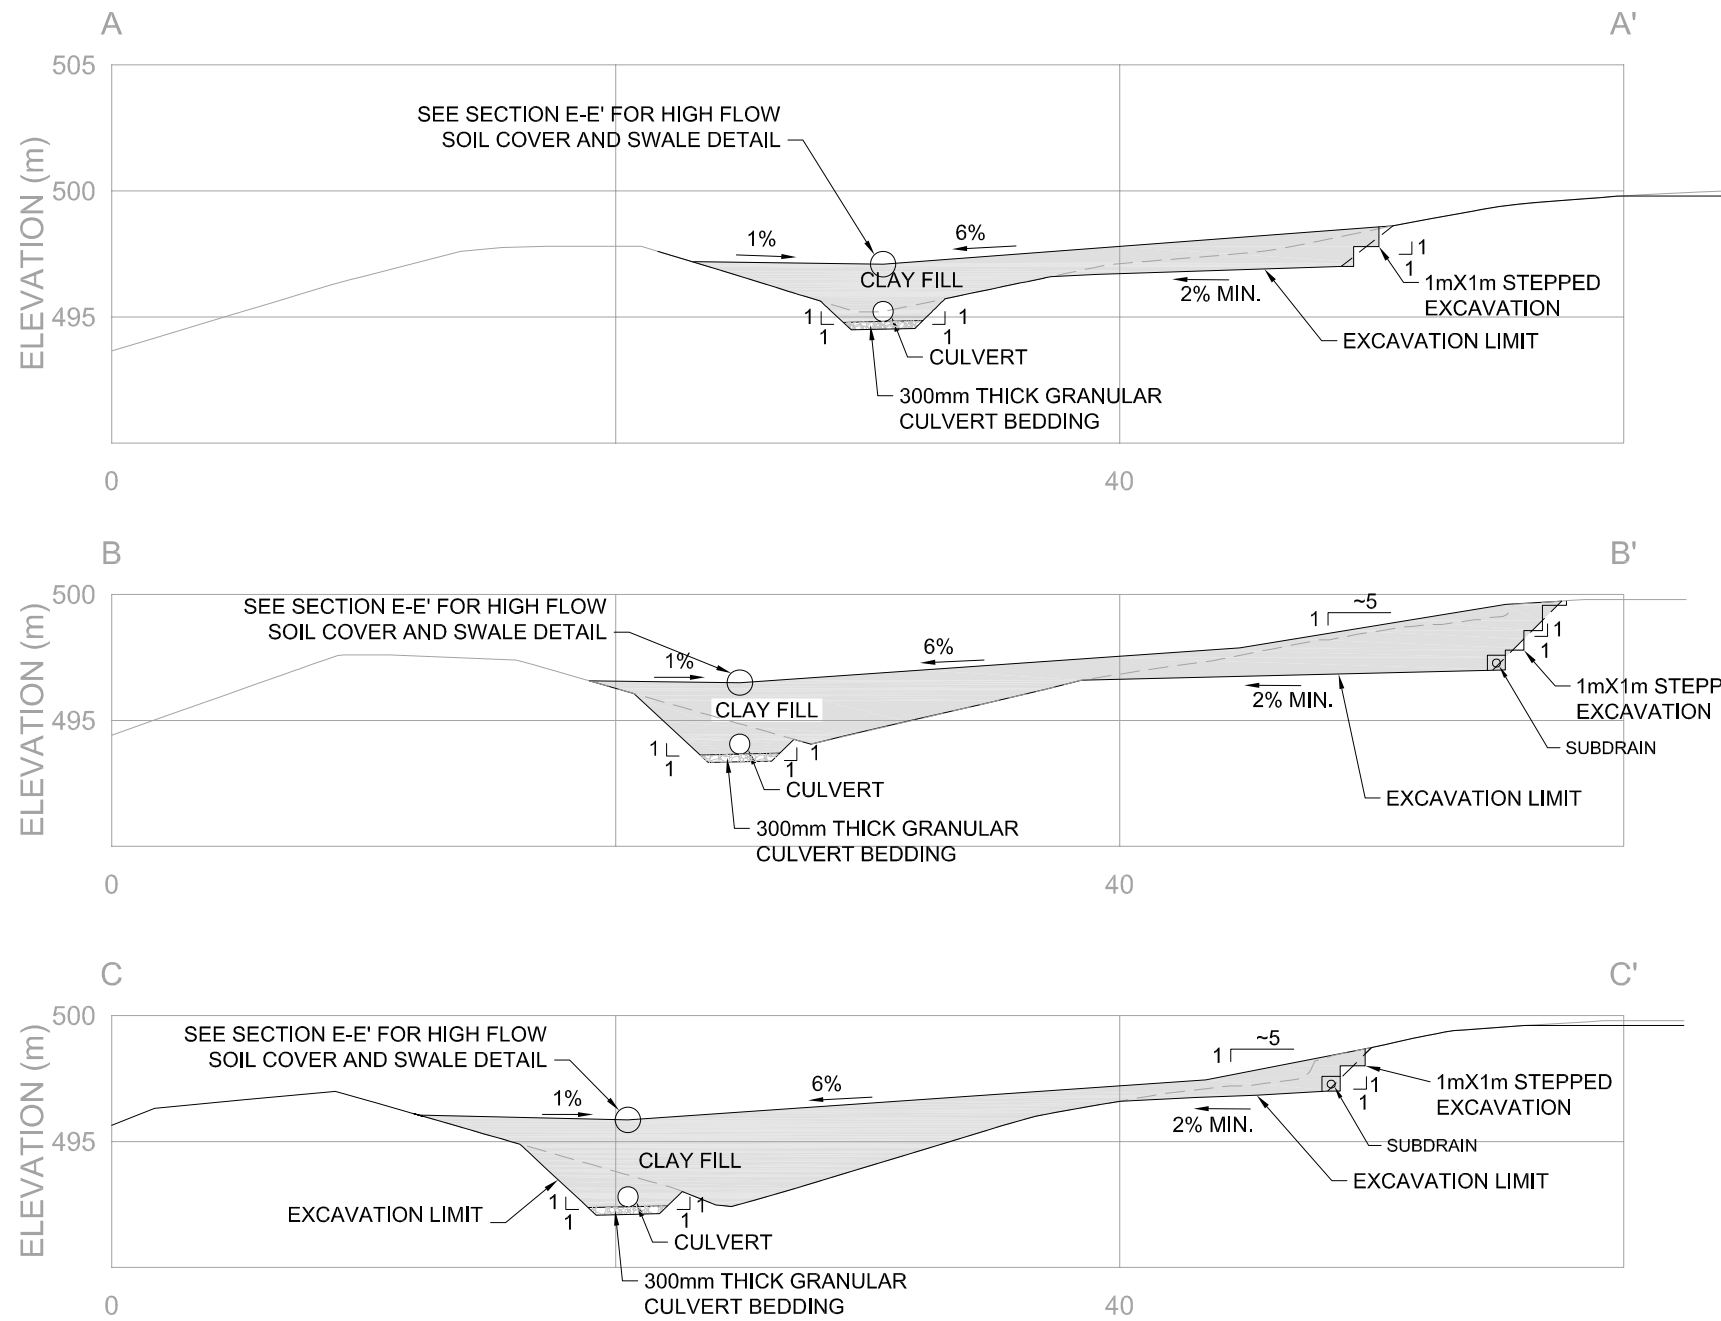 A
A'
505
SEE SECTION E-E' FOR HIGH FLOW
SOIL COVER AND SWALE DETAIL
ELEVATION (m)
500
1%
6%
1
1
CLAY FILL
2% MIN.
1mX1m STEPPED
EXCAVATION
495
1
1
1
1
EXCAVATION LIMIT
CULVERT
300mm THICK GRANULAR
CULVERT BEDDING
0
40
B
B'
500
SEE SECTION E-E' FOR HIGH FLOW
SOIL COVER AND SWALE DETAIL
~5
1
ELEVATION (m)
1%
6%
1
1
2% MIN.
1mX1m STEPP
EXCAVATION
CLAY FILL
495
1
1
1
1
SUBDRAIN
CULVERT
EXCAVATION LIMIT
300mm THICK GRANULAR
CULVERT BEDDING
0
40
C
C'
500
SEE SECTION E-E' FOR HIGH FLOW
SOIL COVER AND SWALE DETAIL
~5
1
ELEVATION (m)
1%
6%
1
1
1mX1m STEPPED
EXCAVATION
2% MIN.
495
SUBDRAIN
CLAY FILL
EXCAVATION LIMIT
1
1
1
1
EXCAVATION LIMIT
CULVERT
300mm THICK GRANULAR
CULVERT BEDDING
0
40